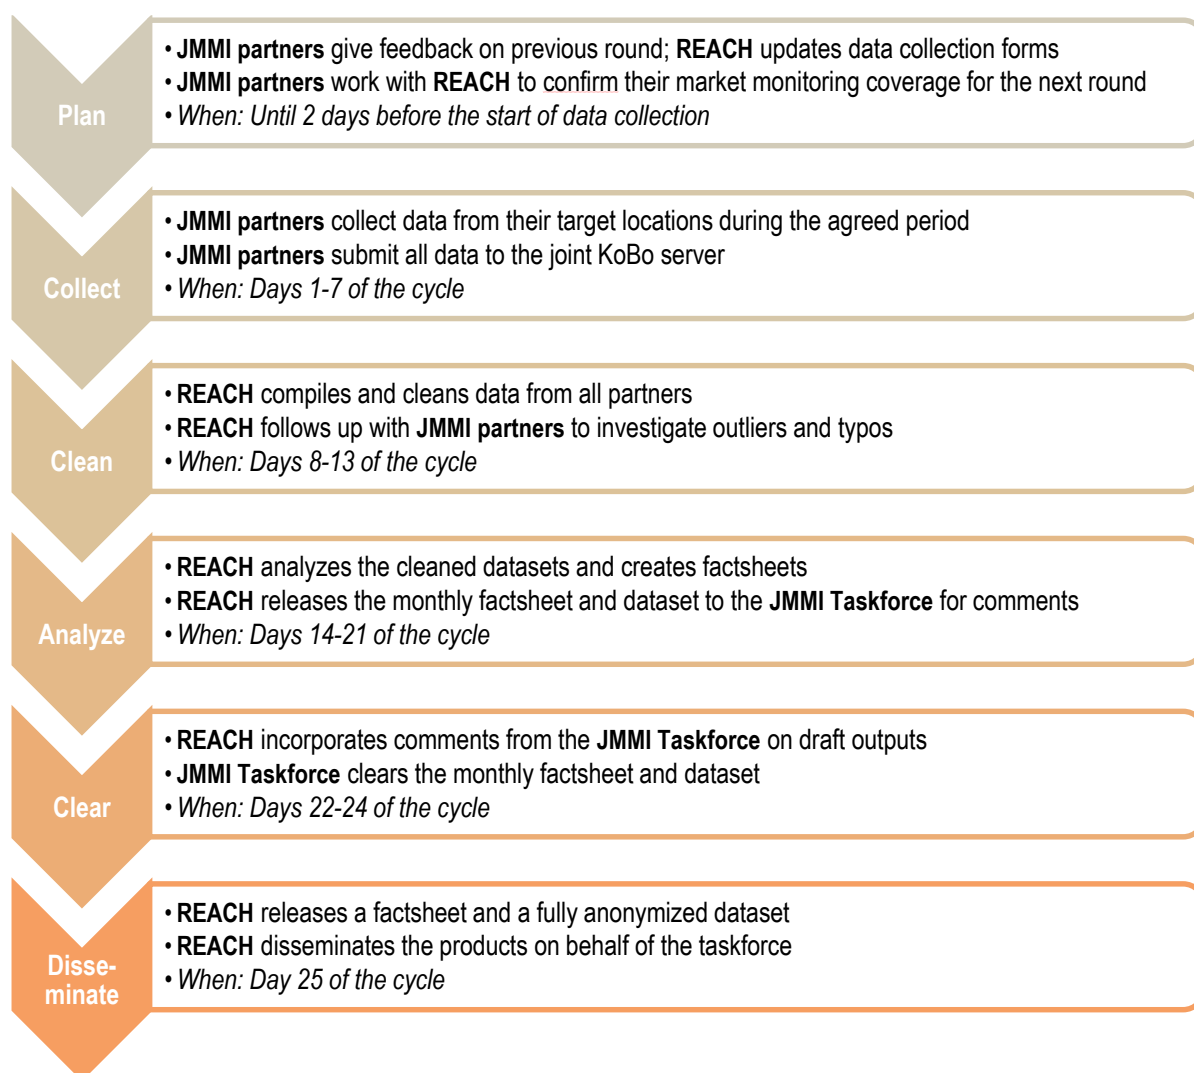 Plan
• JMMI partners give feedback on previous round; REACH updates data collection forms
• JMMI partners work with REACH to confirm their market monitoring coverage for the next round
• When: Until 2 days before the start of data collection
Collect
• JMMI partners collect data from their target locations during the agreed period
• JMMI partners submit all data to the joint KoBo server
• When: Days 1-7 of the cycle
Clean
• REACH compiles and cleans data from all partners
• REACH follows up with JMMI partners to investigate outliers and typos
• When: Days 8-13 of the cycle
Analyze
• REACH analyzes the cleaned datasets and creates factsheets
• REACH releases the monthly factsheet and dataset to the JMMI Taskforce for comments
• When: Days 14-21 of the cycle
Clear
• REACH incorporates comments from the JMMI Taskforce on draft outputs
• JMMI Taskforce clears the monthly factsheet and dataset
• When: Days 22-24 of the cycle
Disse-
minate
• REACH releases a factsheet and a fully anonymized dataset
• REACH disseminates the products on behalf of the taskforce
• When: Day 25 of the cycle